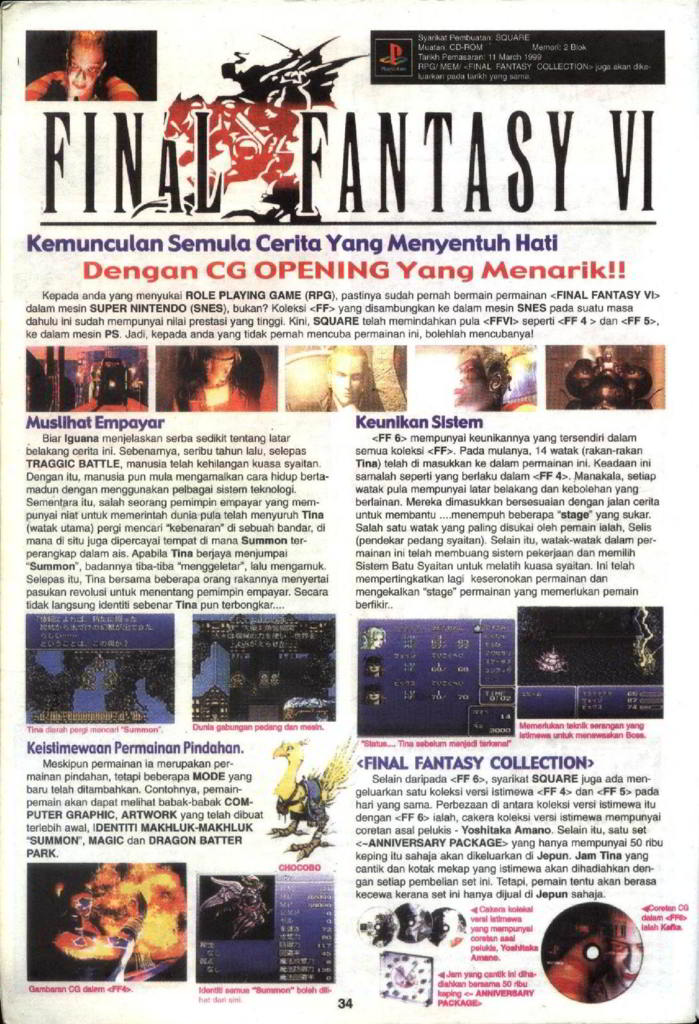 Syarikat Pembuatan: SQUARE
Muatan: CD-ROM Memori: 2 Blok
Tarikh Pemasaran: 11 March 1999
RPG/ MEM/ <FINAL FANTASY COLLECTION> juga akan dike-
luarkan pada tarikh yang sama.
PlayStation
FINAL FANTASY VI
Kemunculan Semula Cerita Yang Menyentuh Hati
Dengan CG OPENING Yang Menarik!!
Kepada anda yang menyukai ROLE PLAYING GAME (RPG), pastinya sudah pernah bermain permainan <FINAL FANTASY VI>
dalam mesin SUPER NINTENDO (SNES), bukan? Koleksi <FF> yang disambungkan ke dalam mesin SNES pada suatu masa
dahulu ini sudah mempunyai nilai prestasi yang tinggi. Kini, SQUARE telah memindahkan pula <FFVI> seperti <FF 4 > dan <FF 5>,
ke dalam mesin PS. Jadi, kepada anda yang tidak pernah mencuba permainan ini, bolehlah mencubanya!
Muslihat Empayar
Biar Iguana menjelaskan serba sedikit tentang latar
belakang cerita ini. Sebenarnya, seribu tahun lalu, selepas
TRAGGIC BATTLE, manusia telah kehilangan kuasa syaitan.
Dengan itu, manusia pun mula mengamalkan cara hidup berta-
madun dengan menggunakan pelbagai sistem teknologi.
Sementara itu, salah seorang pemimpin empayar yang mem-
punyai niat untuk memerintah dunia pula telah menyuruh Tina
(watak utama) pergi mencari "kebenaran" di sebuah bandar, di
mana di situ juga dipercayai tempat di mana Summon ter-
perangkap dalam ais. Apabila Tina berjaya menjumpai
"Summon", badannya tiba-tiba "menggeletar", lalu mengamuk.
Selepas itu, Tina bersama beberapa orang rakannya menyertai
pasukan revolusi untuk menentang pemimpin empayar. Secara
tidak langsung identiti sebenar Tina pun terbongkar....
Tina diarah pergi mencari "Summon".
Dunia gabungan pedang dan mesin.
Keistimewaan Permainan Pindahan.
Meskipun permainan ia merupakan per-
mainan pindahan, tetapi beberapa MODE yang
baru telah ditambahkan. Contohnya, pemain-
pemain akan dapat melihat babak-babak COM-
PUTER GRAPHIC, ARTWORK yang telah dibuat
terlebih awal, IDENTITI MAKHLUK-MAKHLUK
"SUMMON", MAGIC dan DRAGON BATTER
PARK.
CHOCOBO
Gambaran CG dalam <FF4>.
Identiti semua "Summon" boleh dili-
hat dari sini.
Keunikan Sistem
<FF 6> mempunyai keunikannya yang tersendiri dalam
semua koleksi <FF>. Pada mulanya, 14 watak (rakan-rakan
Tina) telah di masukkan ke dalam permainan ini. Keadaan ini
samalah seperti yang berlaku dalam <FF 4>. Manakala, setiap
watak pula mempunyai latar belakang dan kebolehan yang
berlainan. Mereka dimasukkan bersesuaian dengan jalan cerita
untuk membantu ....menempuh beberapa "stage" yang sukar.
Salah satu watak yang paling disukai oleh pemain ialah, Selis
(pendekar pedang syaitan). Selain itu, watak-watak dalam per-
mainan ini telah membuang sistem pekerjaan dan memilih
Sistem Batu Syaitan untuk melatih kuasa syaitan. Ini telah
mempertingkatkan lagi keseronokan permainan dan
mengekalkan "stage" permainan yang memerlukan pemain
berfikir..
"Status.... Tina sebelum menjadi terkenal"
Memerlukan teknik serangan yang
istimewa untuk menewaskan Boss.
<FINAL FANTASY COLLECTION>
Selain daripada <FF 6>, syarikat SQUARE juga ada men-
geluarkan satu koleksi versi istimewa <FF 4> dan <FF 5> pada
hari yang sama. Perbezaan di antara koleksi versi istimewa itu
dengan <FF 6> ialah, cakera koleksi versi istimewa mempunyai
coretan asal pelukis - Yoshitaka Amano. Selain itu, satu set
<~ANNIVERSARY PACKAGE> yang hanya mempunyai 50 ribu
keping itu sahaja akan dikeluarkan di Jepun. Jam Tina yang
cantik dan kotak mekap yang istimewa akan dihadiahkan den-
gan setiap pembelian set ini. Tetapi, pemain tentu akan berasa
kecewa kerana set ini hanya dijual di Jepun sahaja.
Cakera koleksi
versi istimewa
yang mempunyai
coretan asal
pelukis, Yoshitaka
Amano.
Coretan CG
dalam <FF6>
ialah Kefka.
Jam yang cantik ini diha-
diahkan bersama 50 ribu
keping <~ ANNIVERSARY
PACKAGE>
34